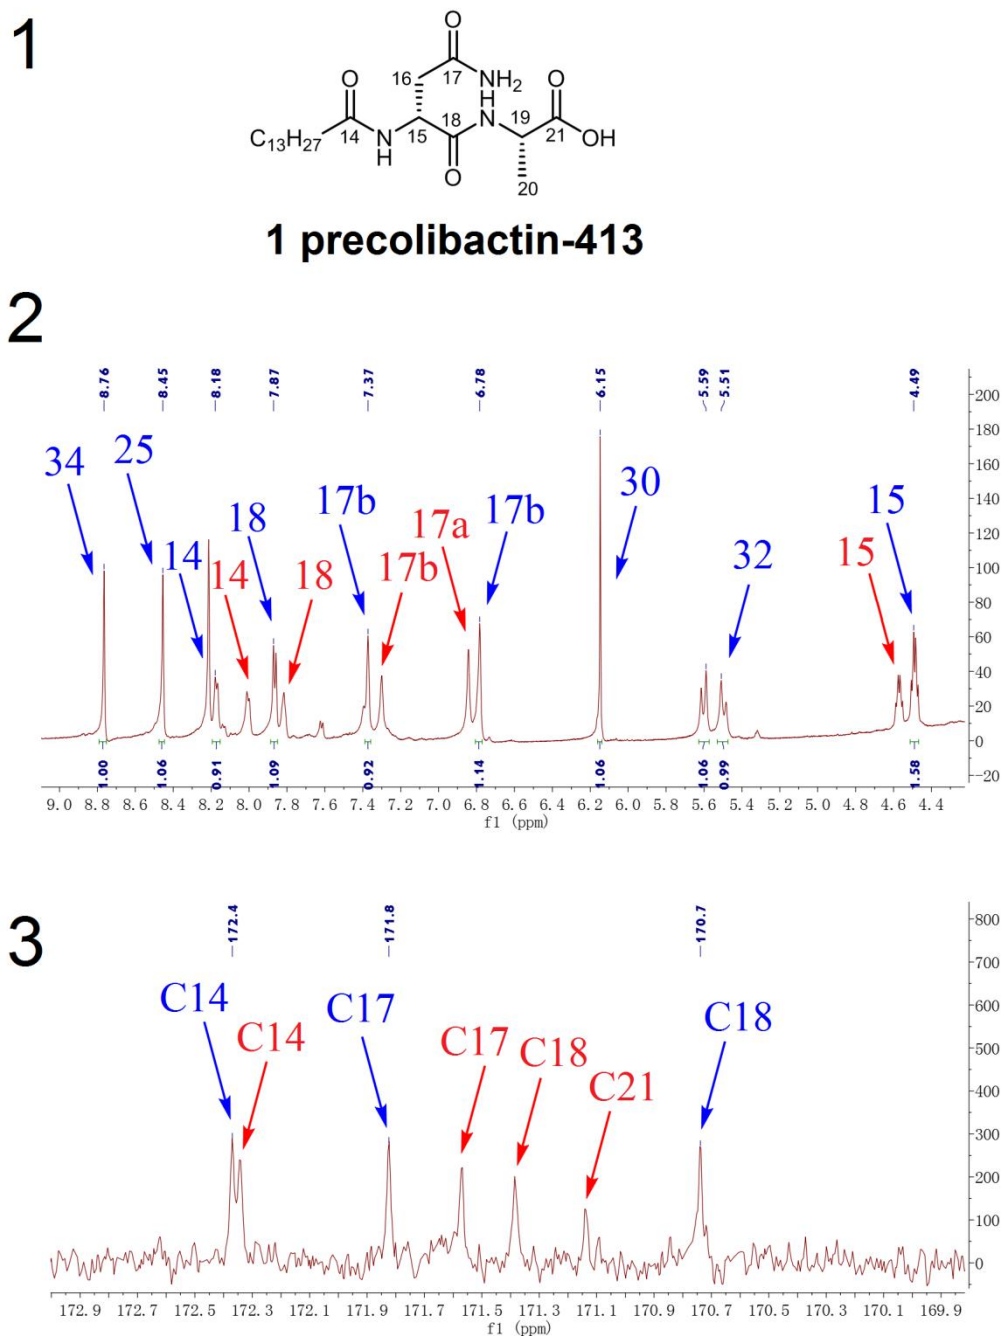 1
O
16
17
NH2
O
O
H
N
19
C13H27
14
N
H
15
18
21
OH
O
20
1 precolibactin-413
2
8.76
8.45
8.18
7.87
7.37
6.78
6.15
5.59
5.51
4.49
34
25
14
14
18
18
17b
17b
17a
17b
30
32
15
15
200
180
160
140
120
100
80
60
40
20
0
-20
1.00
1.06
0.91
1.09
0.92
1.14
1.06
1.06
0.99
1.58
9.0 8.8 8.6 8.4 8.2 8.0 7.8 7.6 7.4 7.2 7.0 6.8 6.6 6.4 6.2 6.0 5.8 5.6 5.4 5.2 5.0 4.8 4.6 4.4
f1 (ppm)
3
172.4
171.8
170.7
C14
C14
C17
C17
C18
C21
C18
800
700
600
500
400
300
200
100
0
172.9 172.7 172.5 172.3 172.1 171.9 171.7 171.5 171.3 171.1 170.9 170.7 170.5 170.3 170.1 169.9
f1 (ppm)